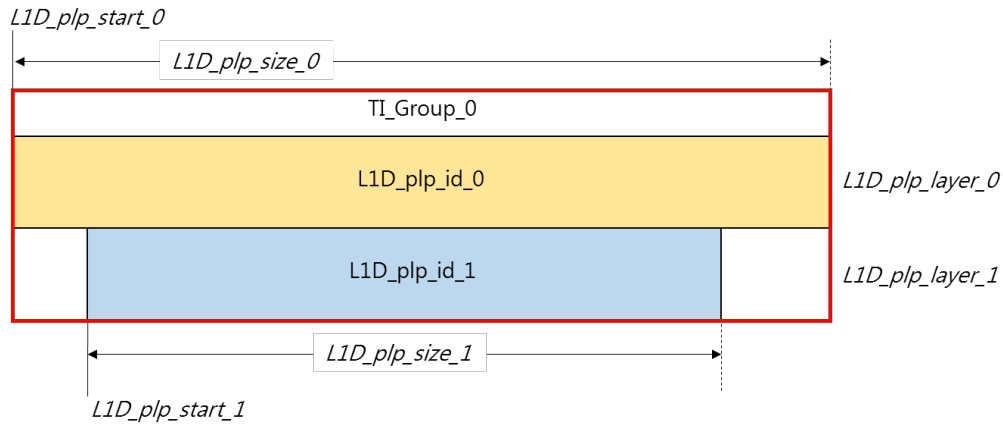 L1D_plp_start_0
L1D_plp_size_0
TI_Group_0
L1D_plp_id_0
L1D_plp_layer_0
L1D_plp_id_1
L1D_plp_layer_1
L1D_plp_size_1
L1D_plp_start_1